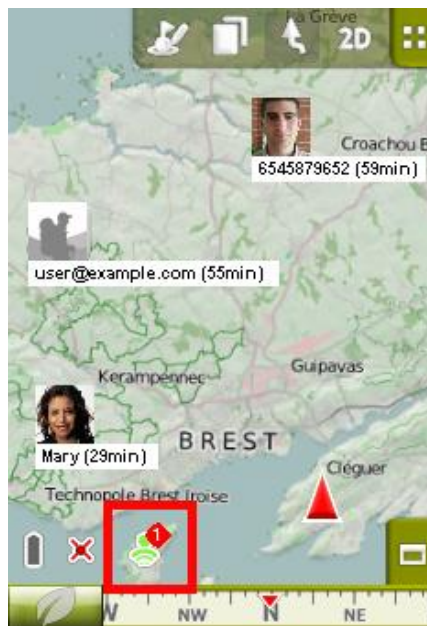 La Grève
2D
Croachou B
6545879652 (59min)
user@example.com (55min)
Guipavas
Kerampennec
Mary (29min)
BREST
Cléguer
Technopole Brest Iroise
1
W NW N NE